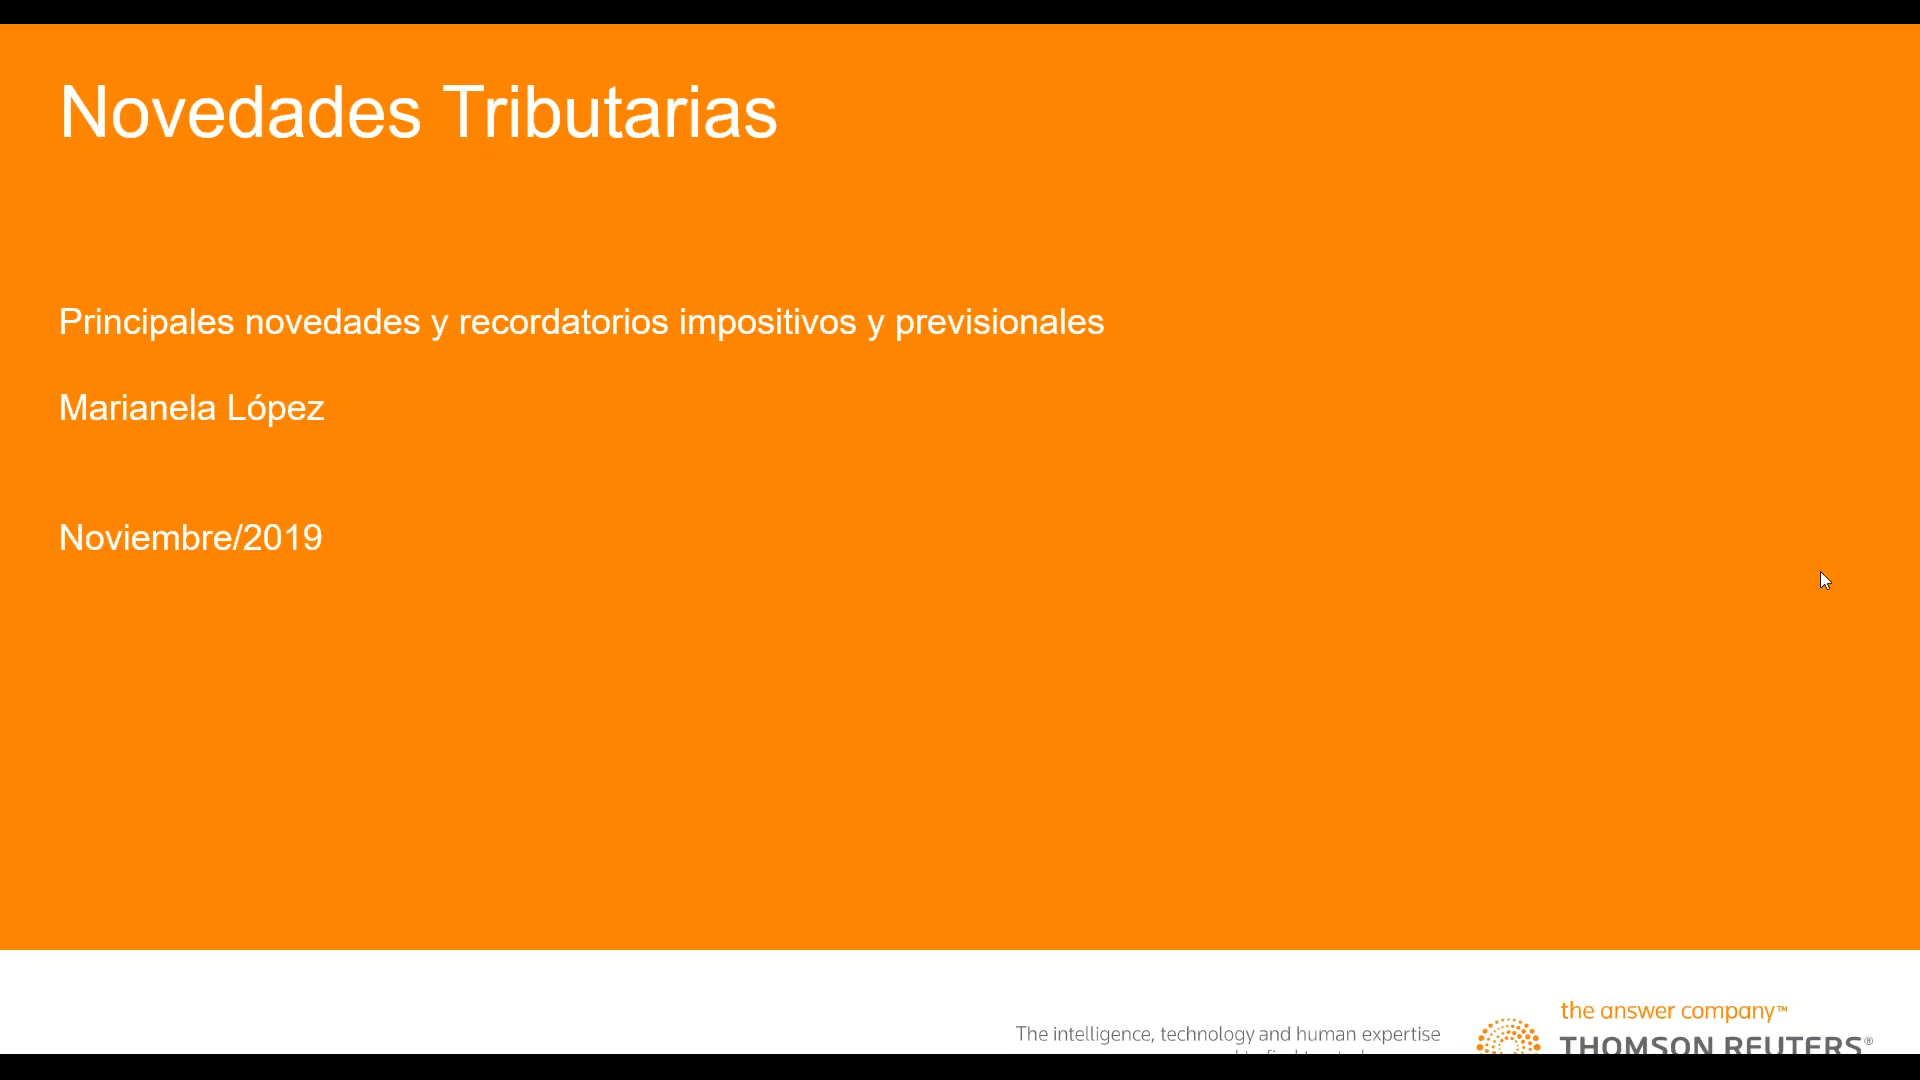 Novedades Tributarias
Principales novedades y recordatorios impositivos y previsionales
Marianela López
Noviembre/2019
the answer company™
The intelligence, technology and human expertise
THOMSON REUTERS®